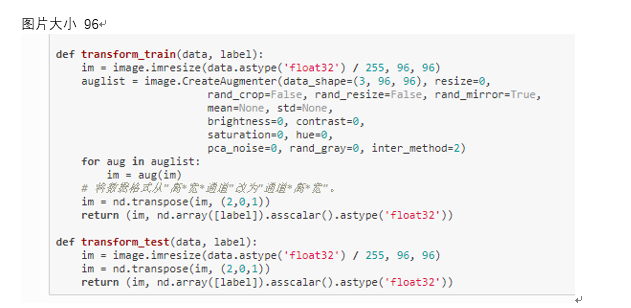 图片大小 96
def transform_train(data, label):
    im = image.imresize(data.astype('float32') / 255, 96, 96)
    auglist = image.CreateAugmenter(data_shape=(3, 96, 96), resize=0,
                        rand_crop=False, rand_resize=False, rand_mirror=True,
                        mean=None, std=None,
                        brightness=0, contrast=0,
                        saturation=0, hue=0,
                        pca_noise=0, rand_gray=0, inter_method=2)
    for aug in auglist:
        im = aug(im)
    # 将数据格式从"高*宽*通道"改为"通道*高*宽"。
    im = nd.transpose(im, (2,0,1))
    return (im, nd.array([label]).asscalar().astype('float32'))
def transform_test(data, label):
    im = image.imresize(data.astype('float32') / 255, 96, 96)
    im = nd.transpose(im, (2,0,1))
    return (im, nd.array([label]).asscalar().astype('float32'))